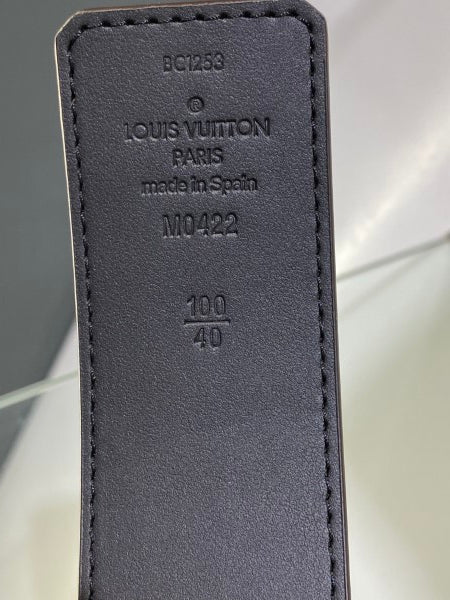 BC1253
®
LOUIS VUITTON
PARIS
made in Spain
M0422
100
40